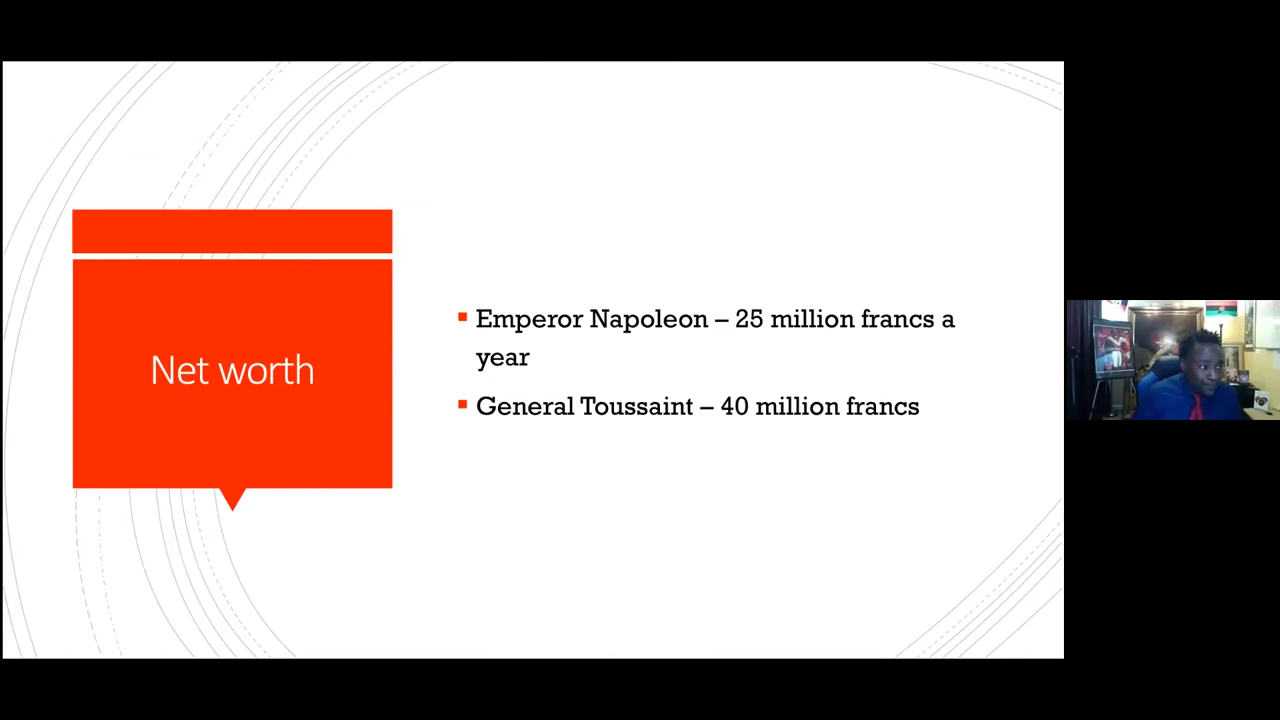 Net worth
Emperor Napoleon – 25 million francs a
year
General Toussaint – 40 million francs